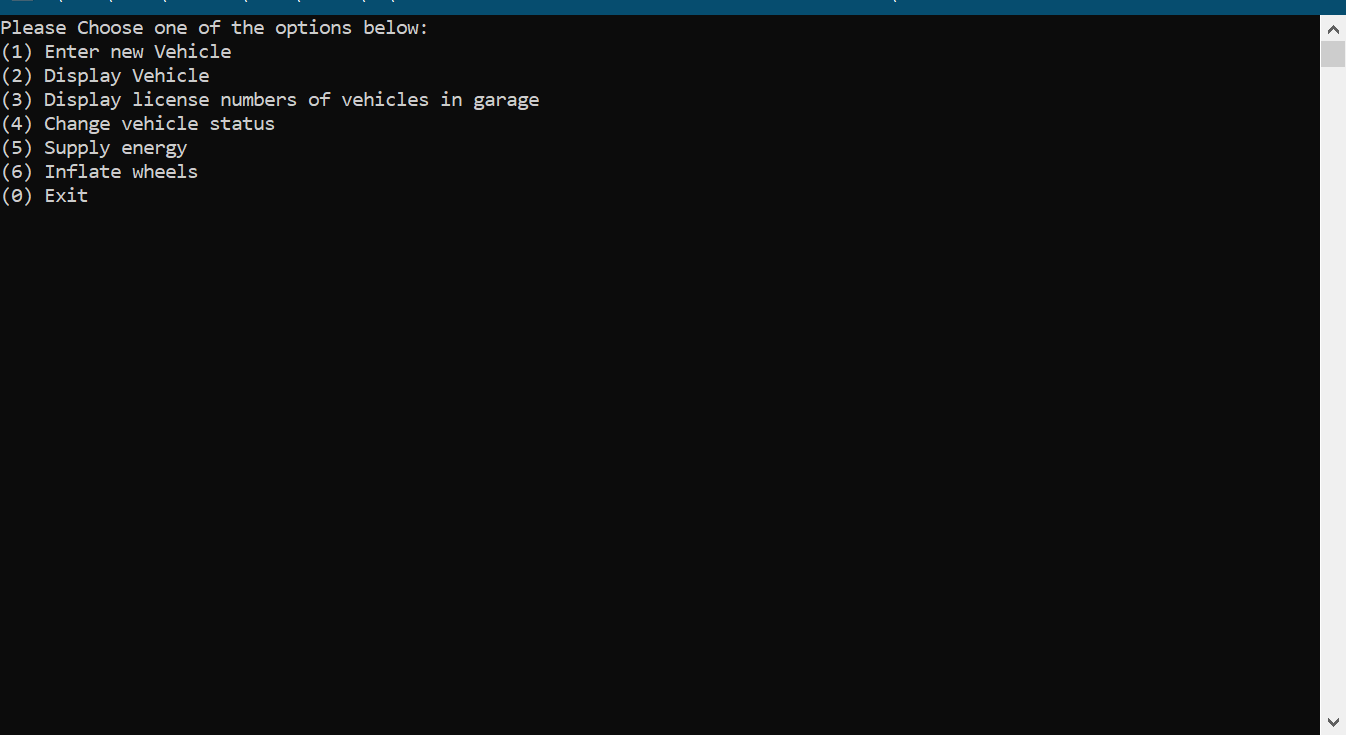 Please Choose one of the options below:
(1) Enter new Vehicle
(2) Display Vehicle
(3) Display license numbers of vehicles in garage
(4) Change vehicle status
(5) Supply energy
(6) Inflate wheels
(0) Exit